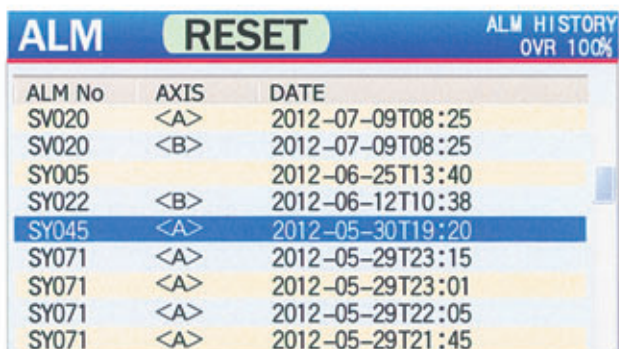 ALM RESET ALM HISTORY
OVR 100%
ALM No AXIS DATE
SV020 <A> 2012-07-09T08:25
SV020 <B> 2012-07-09T08:25
SY005 2012-06-25T13:40
SY022 <B> 2012-06-12T10:38
SY045 <A> 2012-05-30T19:20
SY071 <A> 2012-05-29T23:15
SY071 <A> 2012-05-29T23:01
SY071 <A> 2012-05-29T22:05
SY071 <A> 2012-05-29T21:45